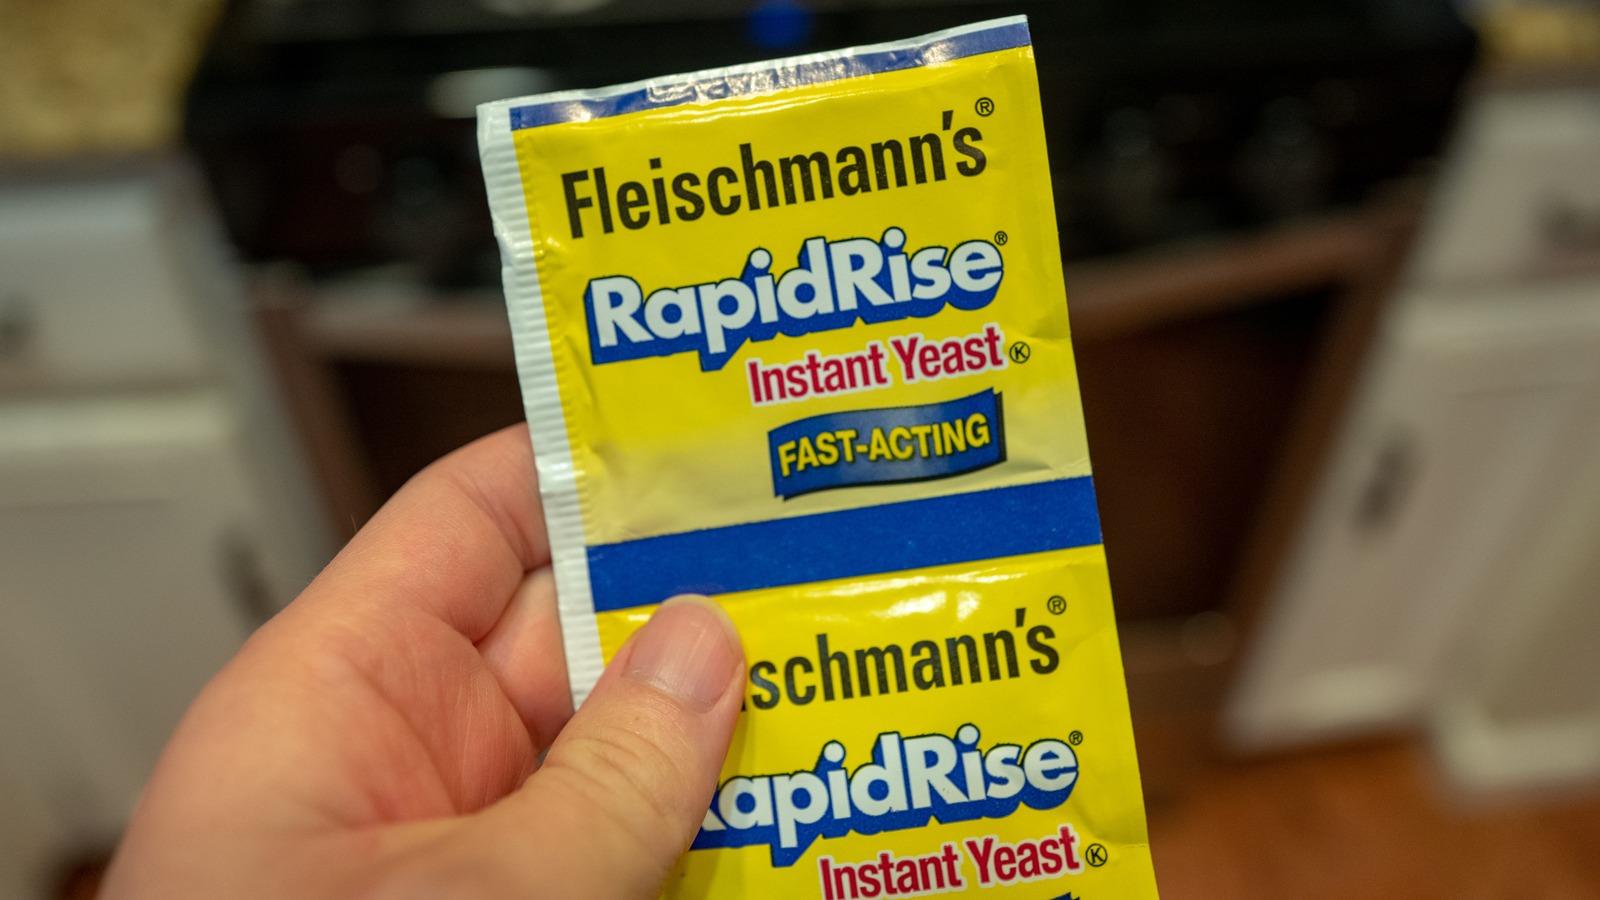 Fleischmann's®
RapidRise®
Instant Yeast Ⓚ
FAST-ACTING
schmann's®
apidRise®
Instant Yeast Ⓚ